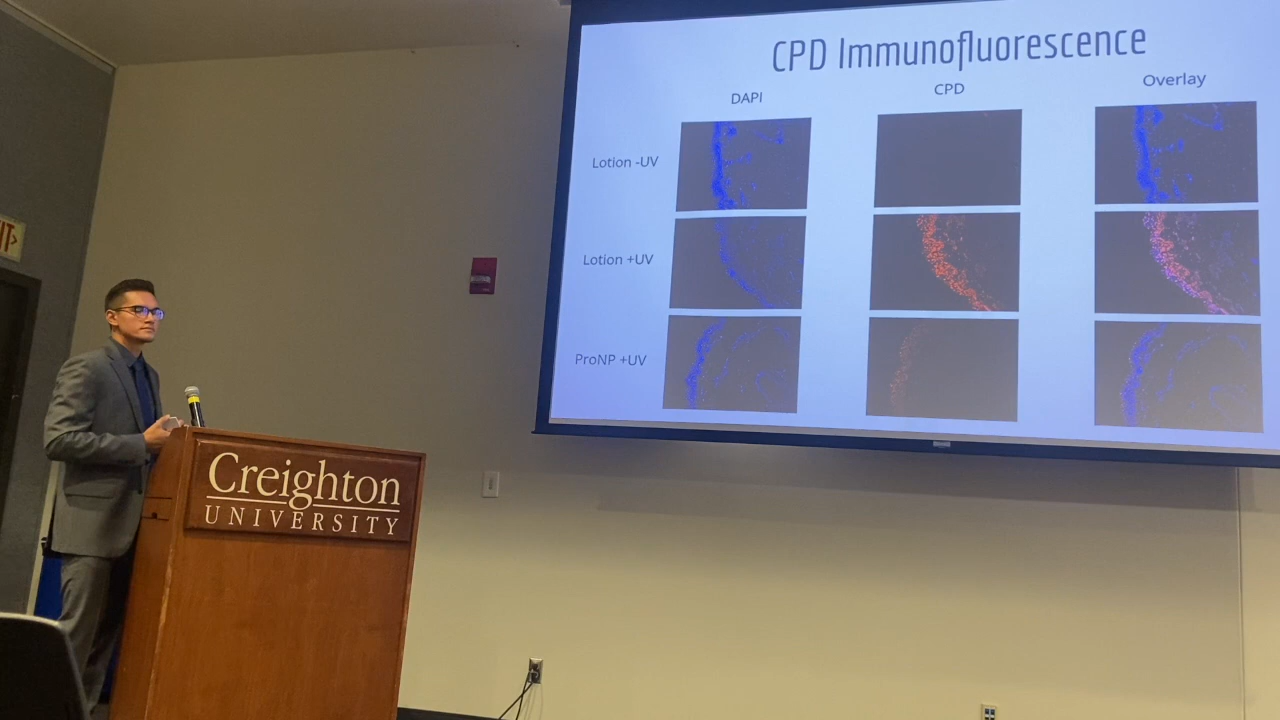 CPD Immunofluorescence
DAPI CPD Overlay
Lotion -UV
Lotion +UV
ProNP +UV
Creighton
UNIVERSITY